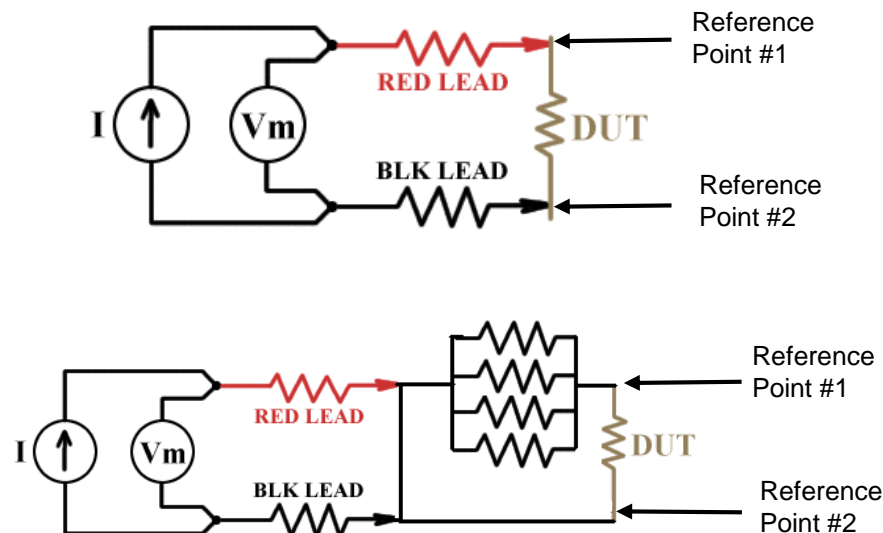 Reference
Point #1
RED LEAD
I
Vm
DUT
BLK LEAD
Reference
Point #2
Reference
Point #1
RED LEAD
I
Vm
DUT
BLK LEAD
Reference
Point #2